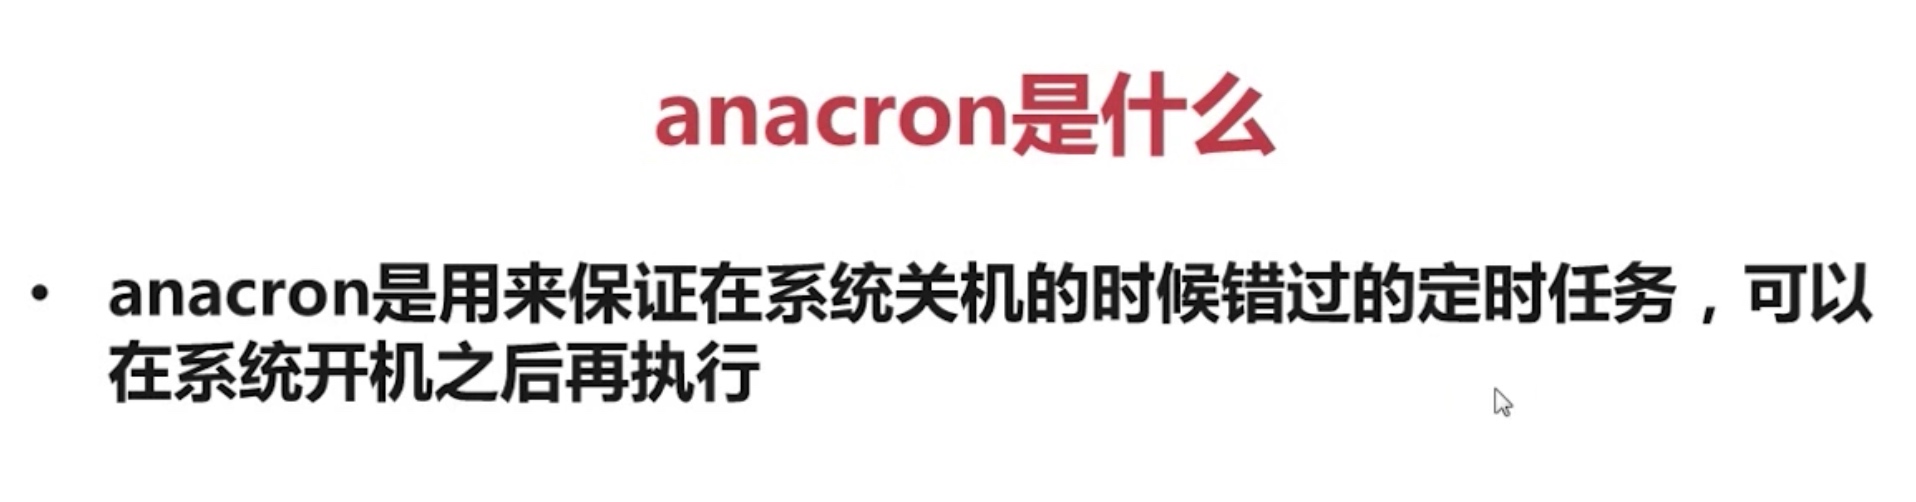 anacron是什么
• anacron是用来保证在系统关机的时候错过的定时任务，可以
在系统开机之后再执行